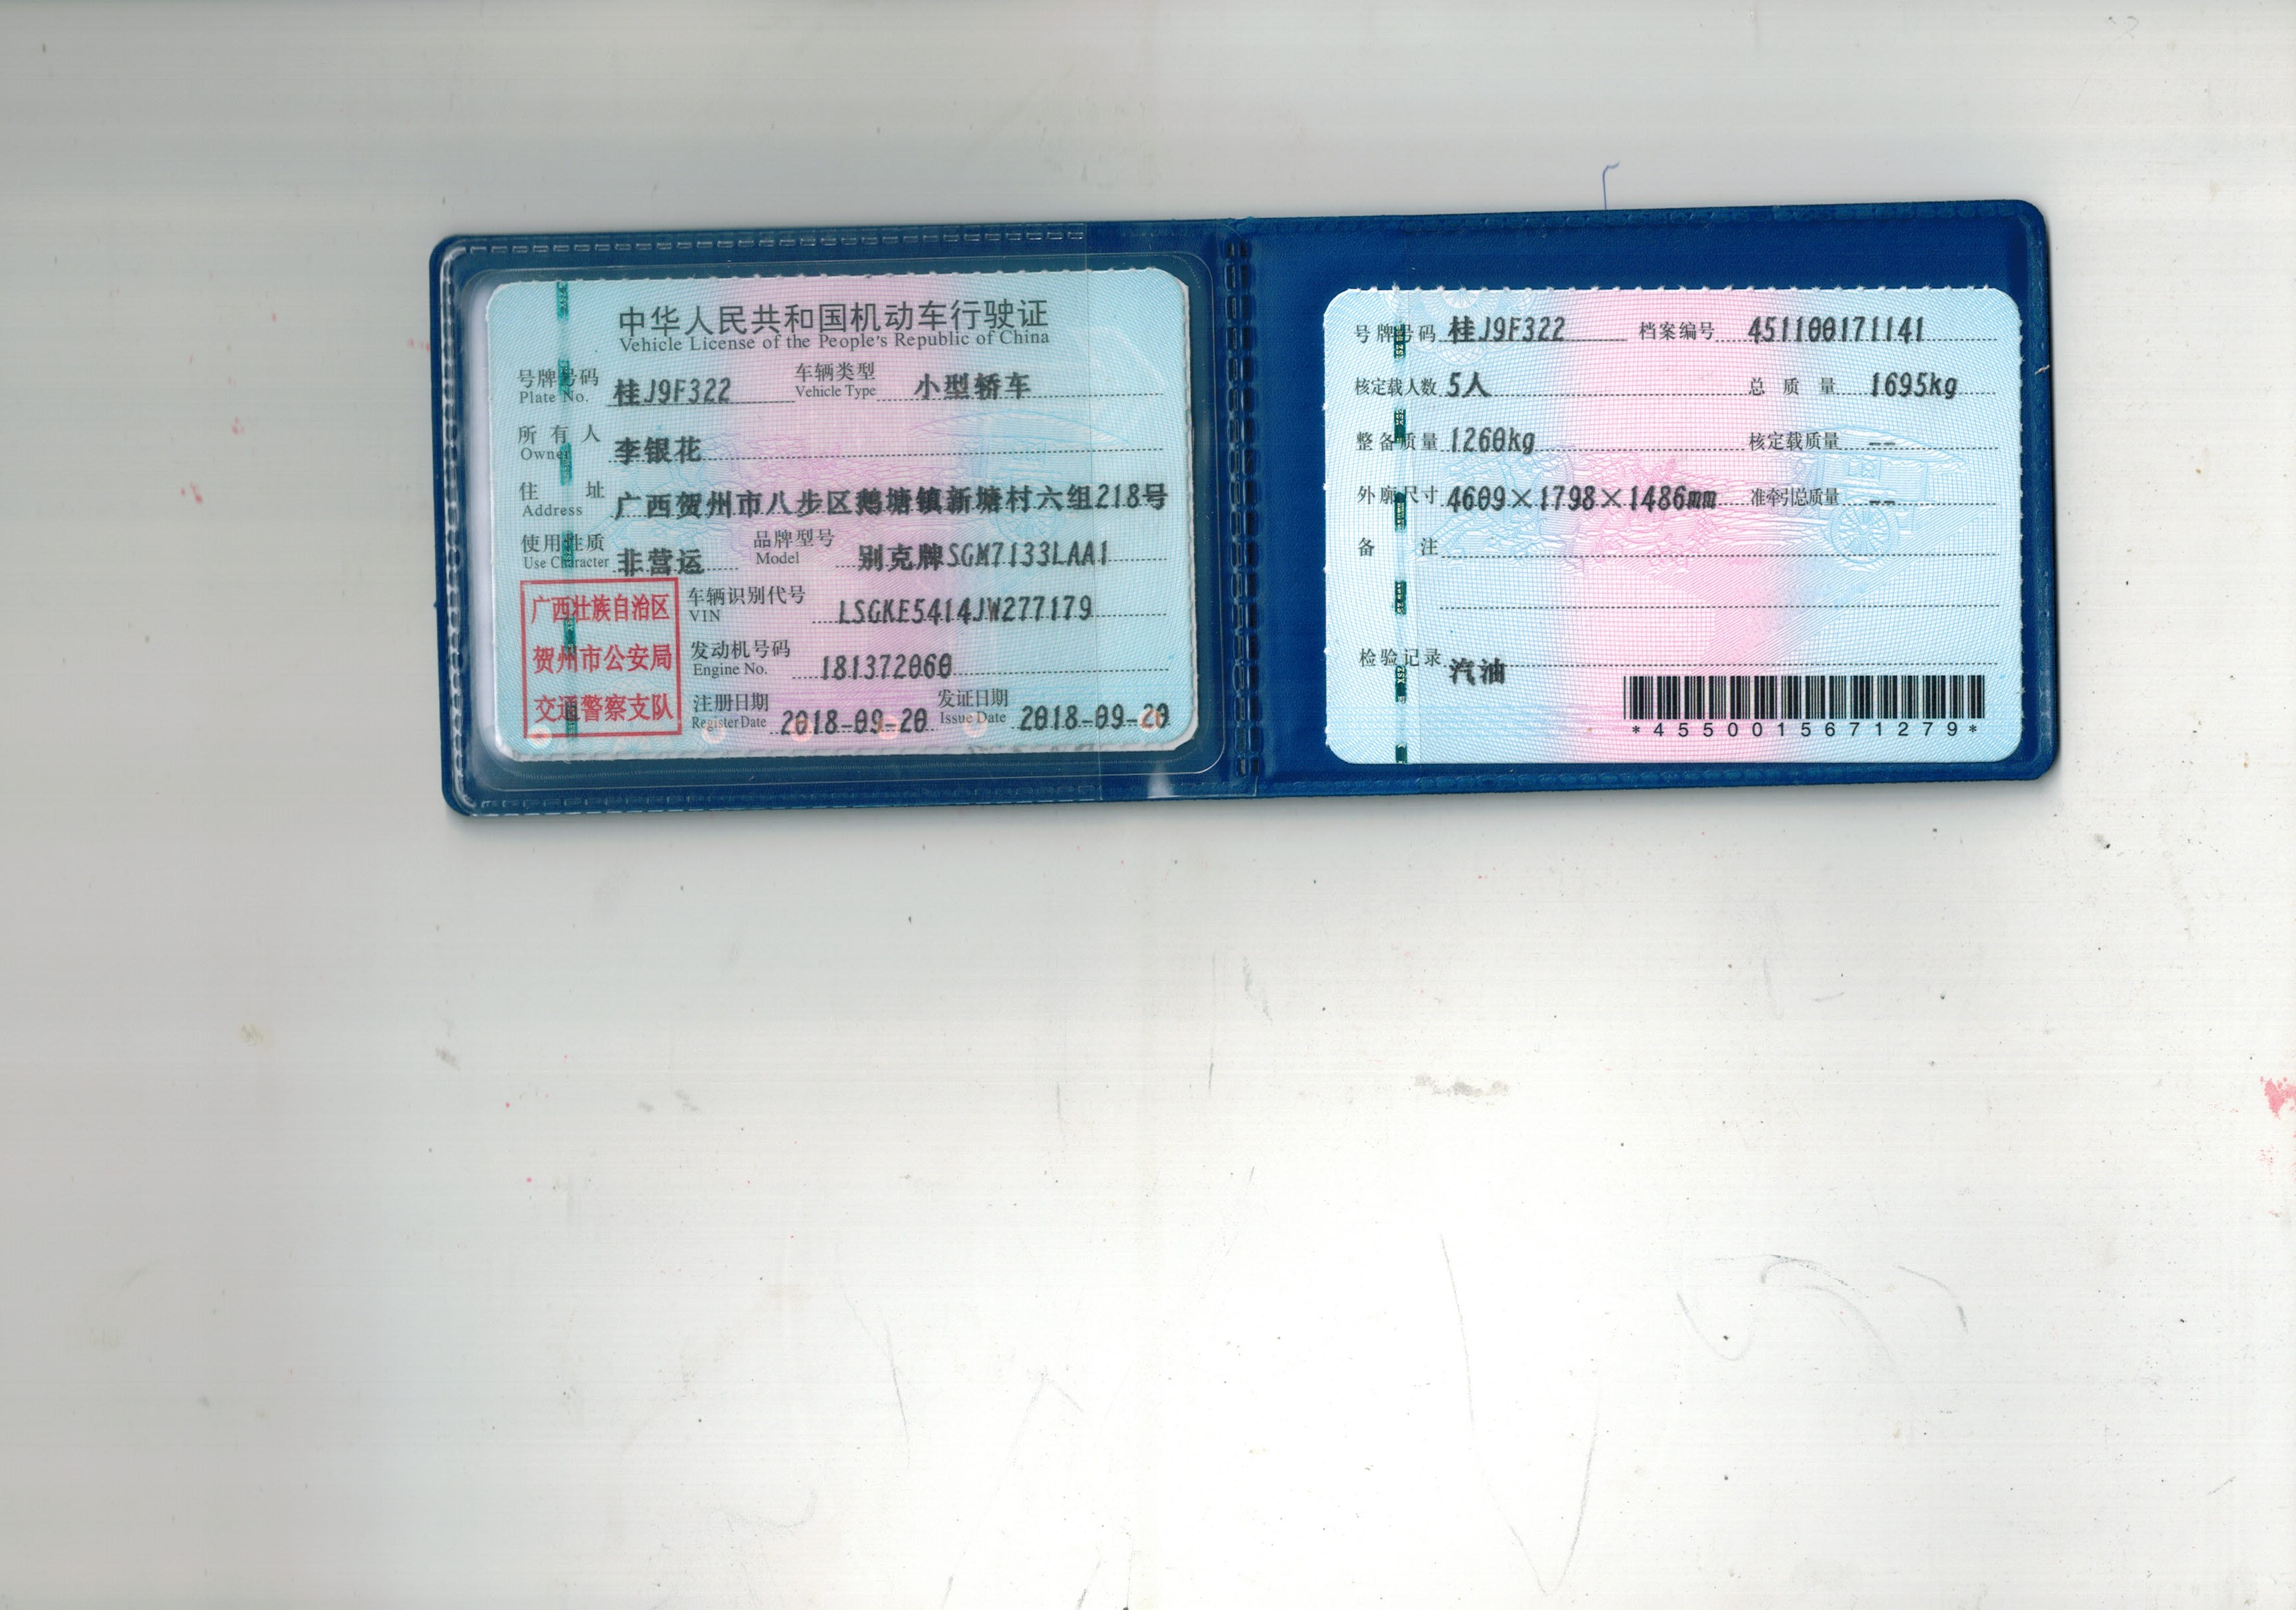 中华人民共和国机动车行驶证
Vehicle License of the People's Republic of China
号牌号码 桂J9F322 车辆类型 小型轿车
Plate No. Vehicle Type
所有人 李银花
Owner
住址 广西贺州市八步区鹅塘镇新塘村六组218号
Address
使用性质 非营运 品牌型号 别克牌SGM7133LAA1
Use Character Model
广西壮族自治区
贺州市公安局
交通警察支队
车辆识别代号 LSGKE5414JW277179
VIN
发动机号码 181372060
Engine No.
注册日期 2018-09-20 发证日期 2018-09-20
Register Date Issue Date
号牌号码 桂J9F322 档案编号 451100171141
核定载人数 5人 总质量 1695kg
整备质量 1260kg 核定载质量 --
外廓尺寸 4609×1798×1486mm 准牵引总质量 --
备注
检验记录 汽油
*4550015671279*